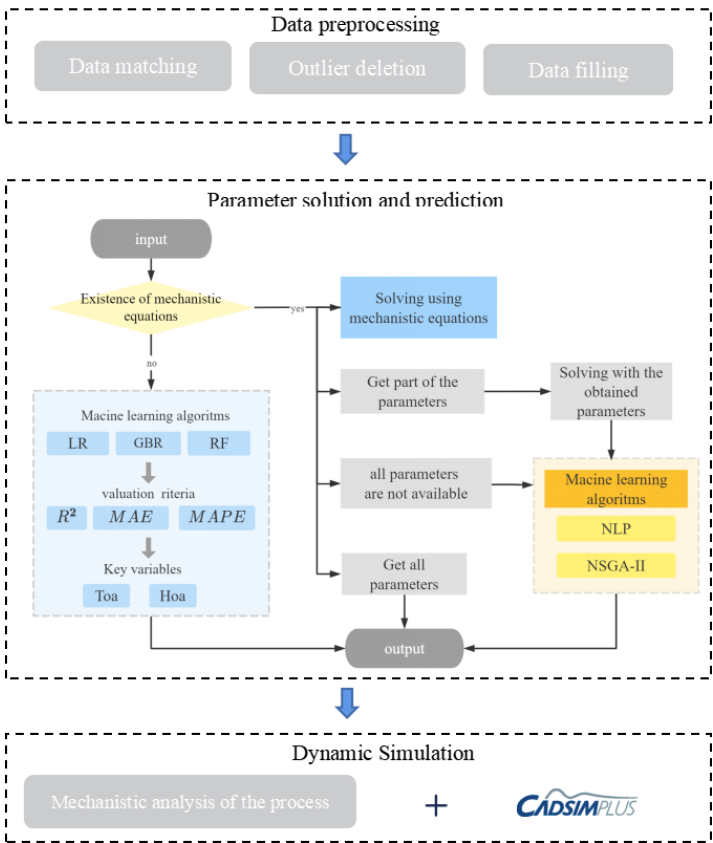 Data preprocessing
Data matching
Outlier deletion
Data filling
Parameter solution and prediction
input
Existence of mechanistic
equations
yes
no
Solving using
mechanistic equations
Get part of the
parameters
Solving with the
obtained
parameters
all parameters
are not available
Macine learning
algoritms
NLP
NSGA-II
Get all
parameters
Macine learning algoritms
LR
GBR
RF
valuation riteria
R²
MAE
MAPE
Key variables
Toa
Hoa
output
Dynamic Simulation
Mechanistic analysis of the process
+
CADSIMPLUS